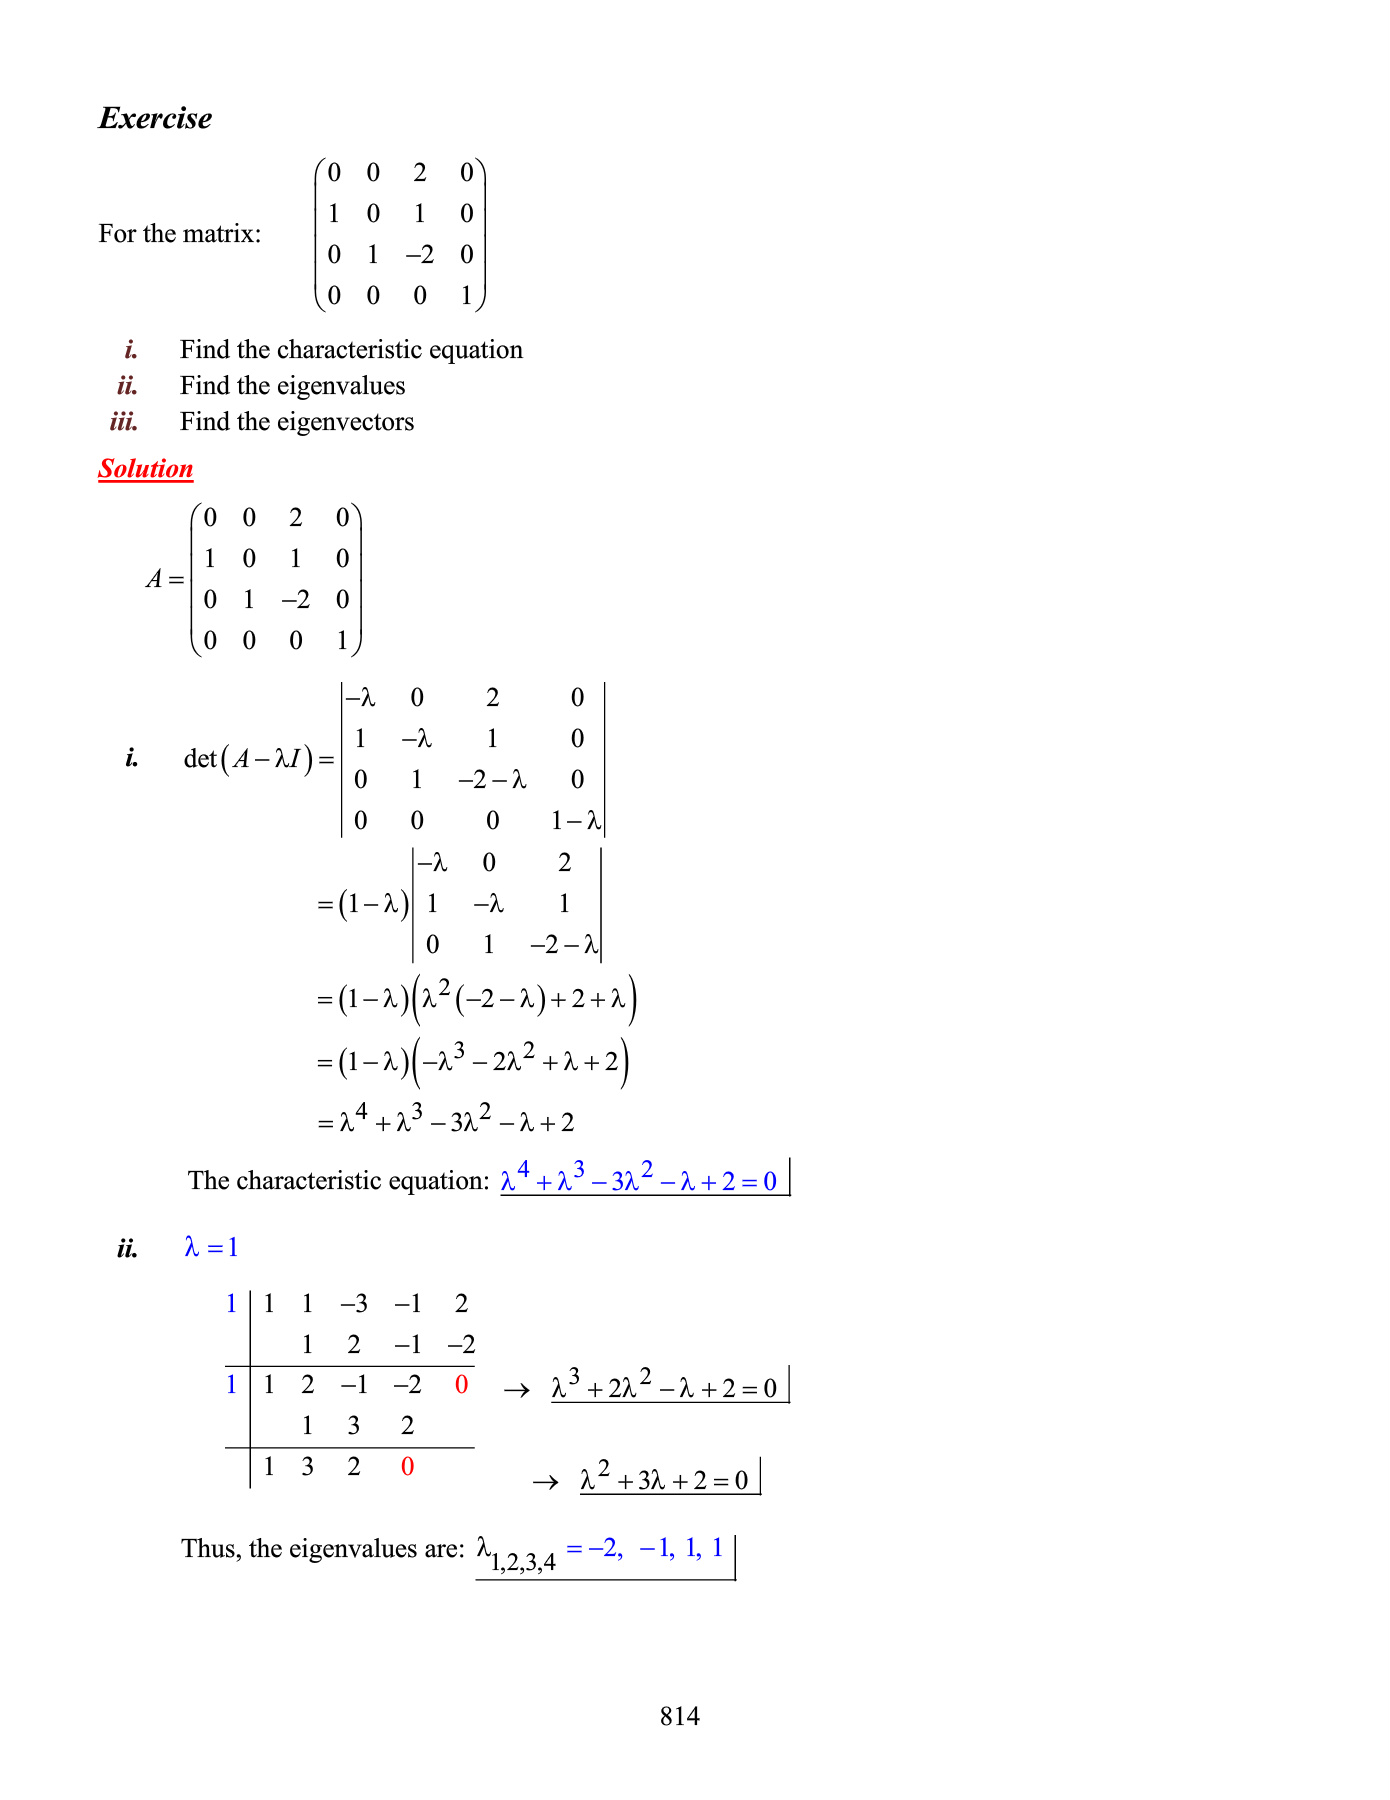 Exercise
For the matrix: $\begin{pmatrix} 0 & 0 & 2 & 0 \\ 1 & 0 & 1 & 0 \\ 0 & 1 & -2 & 0 \\ 0 & 0 & 0 & 1 \end{pmatrix}$
i. Find the characteristic equation
ii. Find the eigenvalues
iii. Find the eigenvectors
Solution
$A = \begin{pmatrix} 0 & 0 & 2 & 0 \\ 1 & 0 & 1 & 0 \\ 0 & 1 & -2 & 0 \\ 0 & 0 & 0 & 1 \end{pmatrix}$
i. $\det(A - \lambda I) = \begin{vmatrix} -\lambda & 0 & 2 & 0 \\ 1 & -\lambda & 1 & 0 \\ 0 & 1 & -2-\lambda & 0 \\ 0 & 0 & 0 & 1-\lambda \end{vmatrix}$
$= (1-\lambda) \begin{vmatrix} -\lambda & 0 & 2 \\ 1 & -\lambda & 1 \\ 0 & 1 & -2-\lambda \end{vmatrix}$
$= (1-\lambda)(\lambda^2(-2-\lambda) + 2 + \lambda)$
$= (1-\lambda)(-\lambda^3 - 2\lambda^2 + \lambda + 2)$
$= \lambda^4 + \lambda^3 - 3\lambda^2 - \lambda + 2$
The characteristic equation: $\lambda^4 + \lambda^3 - 3\lambda^2 - \lambda + 2 = 0$
ii. $\lambda = 1$
1 | 1 1 –3 –1 2
1 2 –1 –2
1 | 1 2 –1 –2 0 → $\lambda^3 + 2\lambda^2 - \lambda + 2 = 0$
1 3 2
1 3 2 0 → $\lambda^2 + 3\lambda + 2 = 0$
Thus, the eigenvalues are: $\lambda_{1,2,3,4} = -2, -1, 1, 1$
814